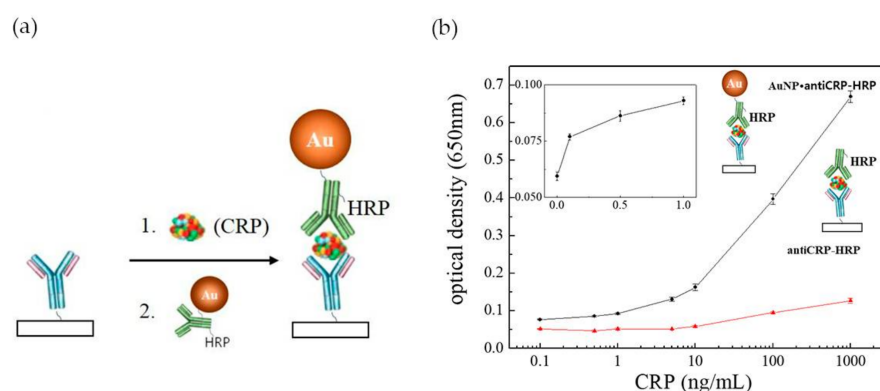 (a)
(b)
Au
HRP
1. (CRP)
2. Au
HRP
optical density (650nm)
0.7
0.6
0.5
0.4
0.3
0.2
0.1
0.0
0.100
0.075
0.050
0.0 0.5 1.0
Au
HRP
AuNP•antiCRP-HRP
HRP
antiCRP-HRP
0.1 1 10 100 1000
CRP (ng/mL)